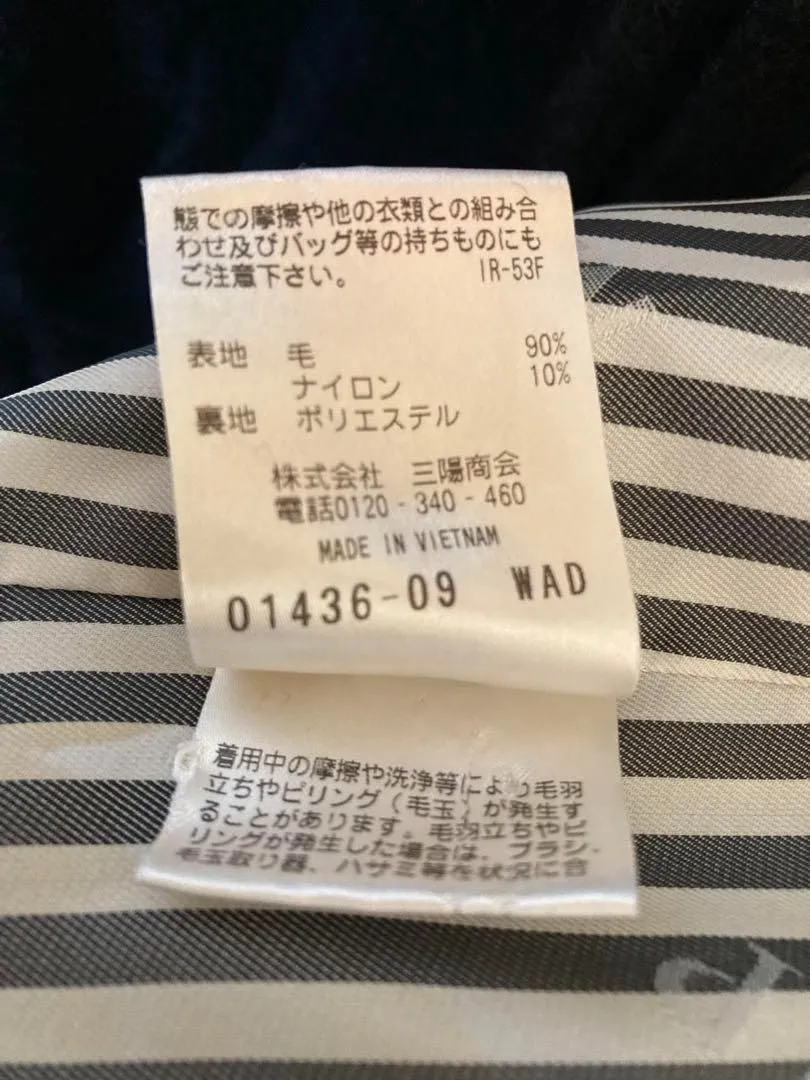 態での摩擦や他の衣類との組み合
わせ及びバッグ等の持ちものにも
ご注意下さい。 IR-53F
表地 毛 90%
ナイロン 10%
裏地 ポリエステル
株式会社 三陽商会
電話0120-340-460
MADE IN VIETNAM
01436-09 WAD
着用中の摩擦や洗浄等により毛羽
立ちやピリング(毛玉)が発生す
ることがあります。毛羽立ちやピ
リングが発生した場合は、ブラシ・
毛玉取り器、ハサミ等を状況に合